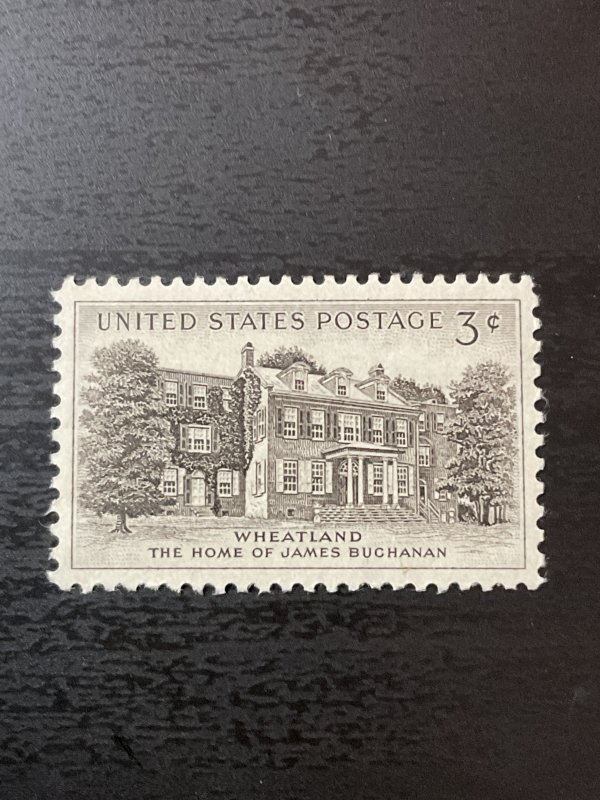 UNITED STATES POSTAGE 3¢
WHEATLAND
THE HOME OF JAMES BUCHANAN